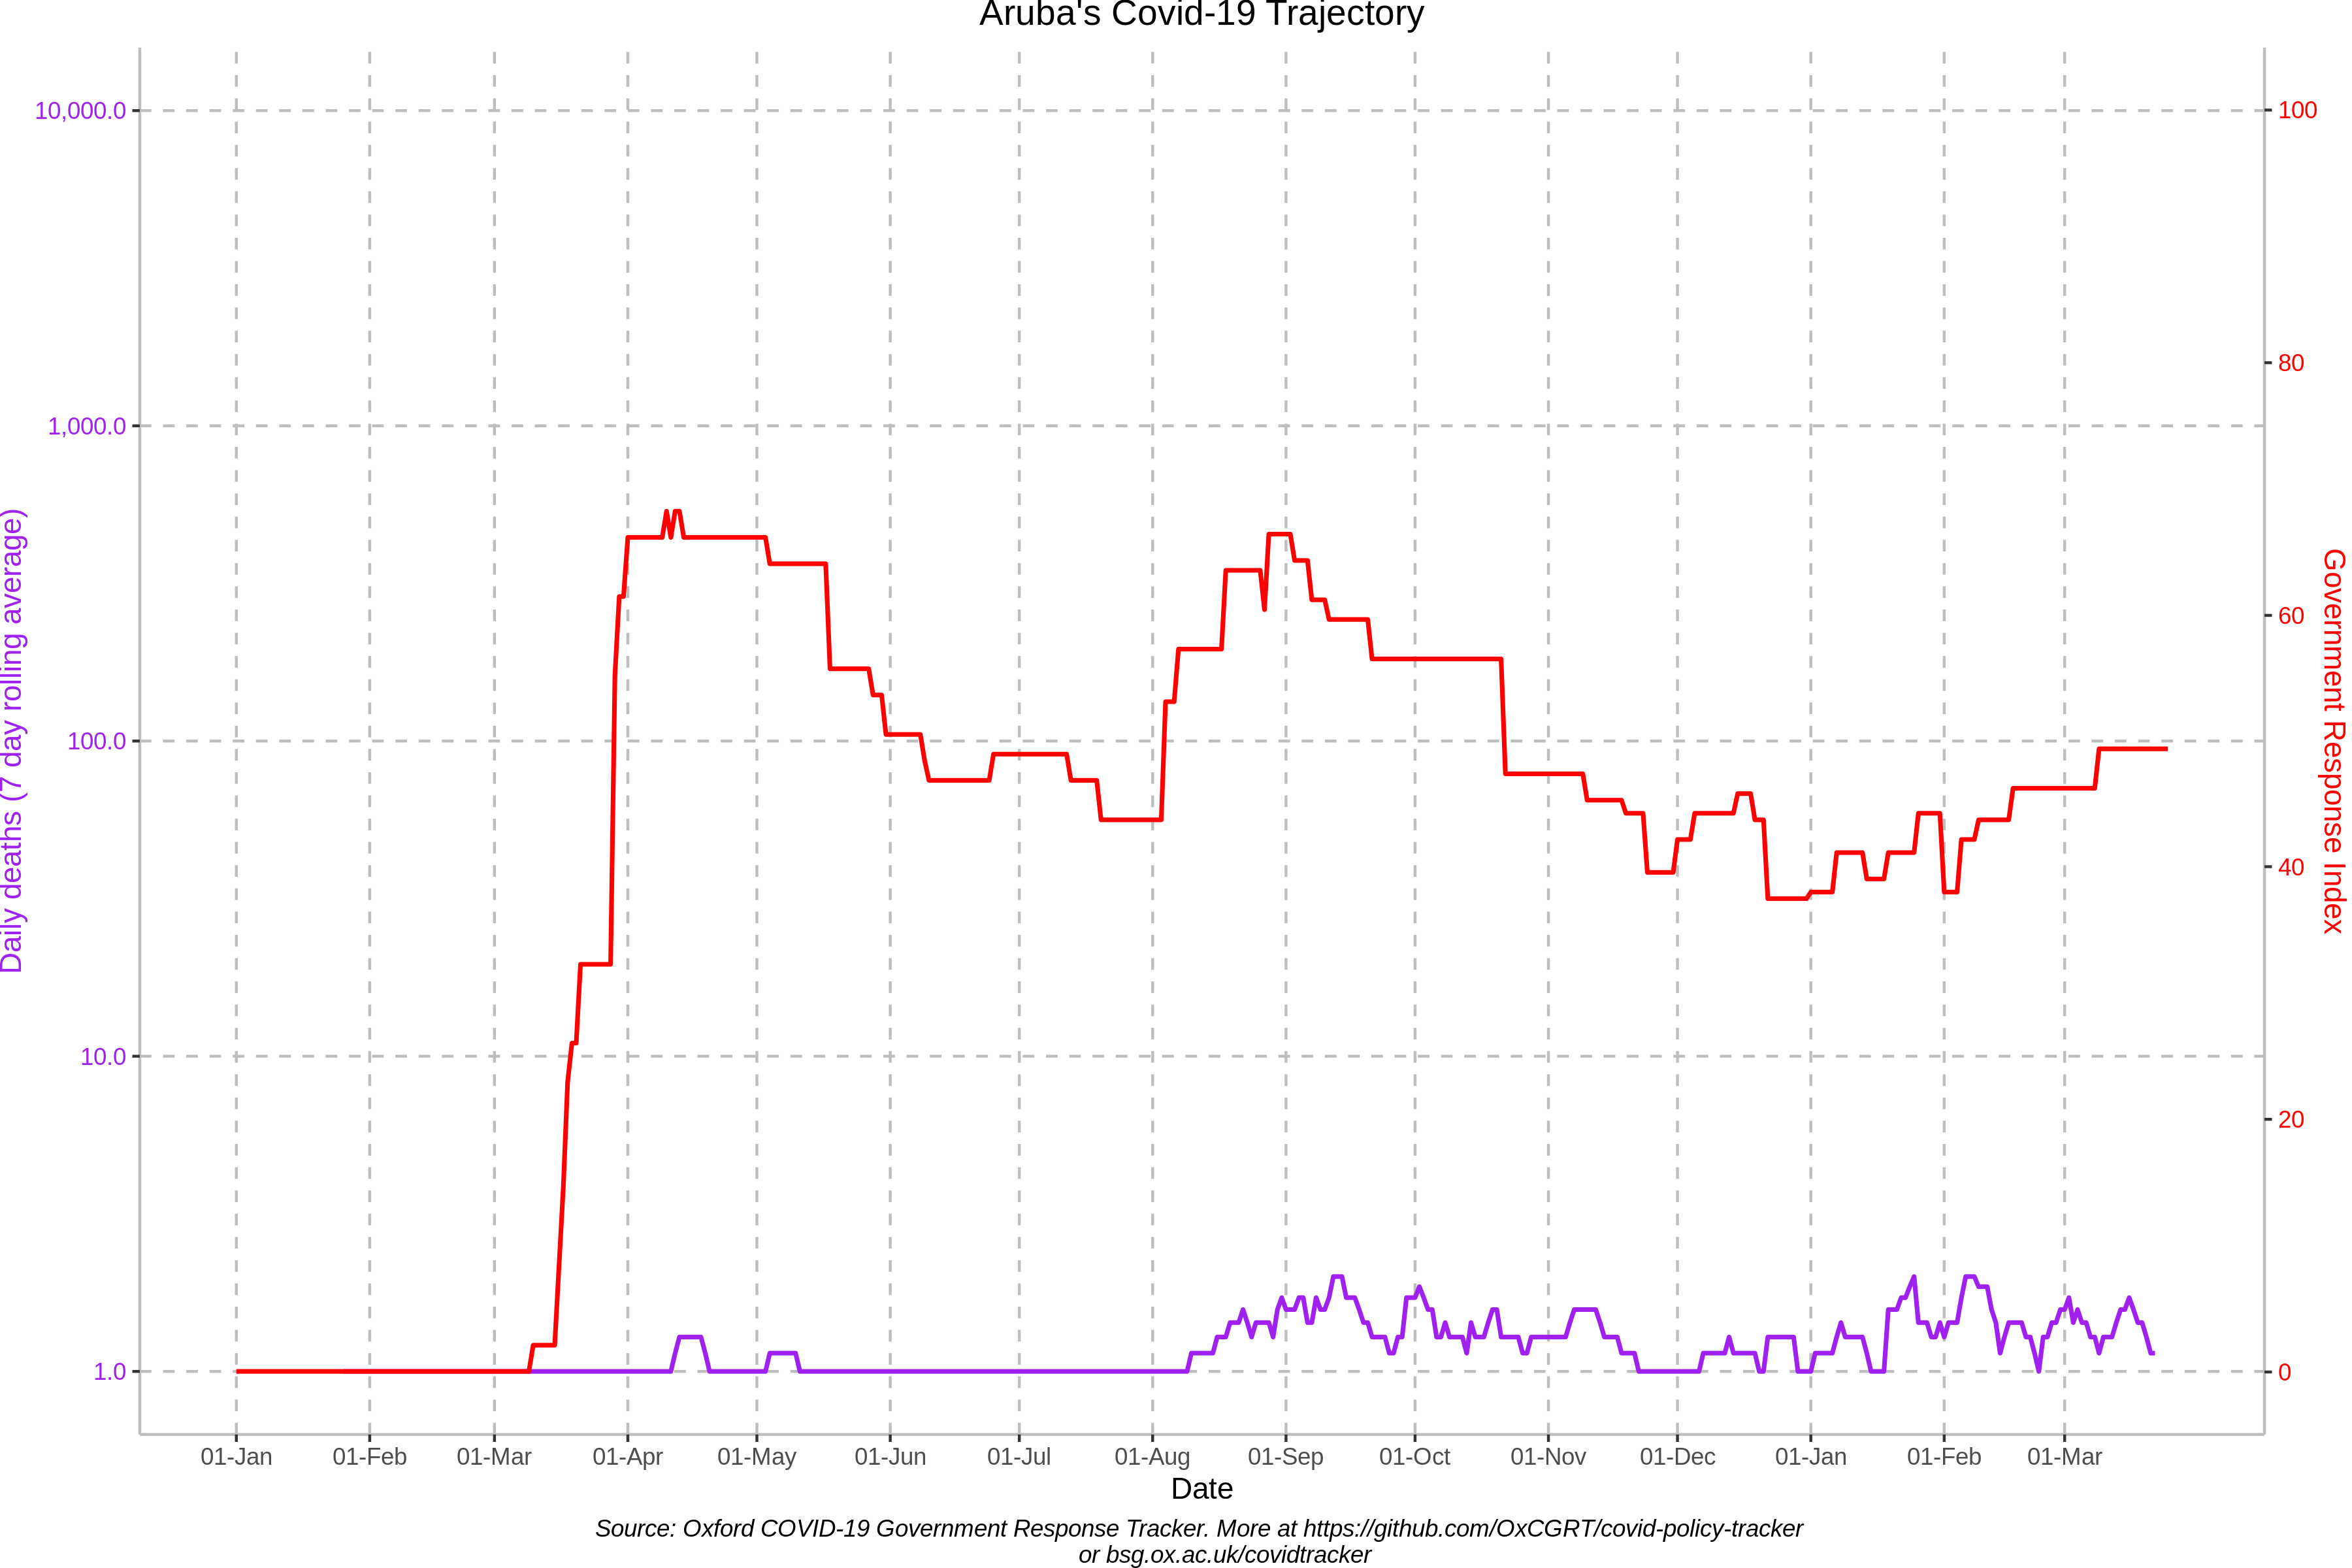 Aruba's Covid-19 Trajectory
10,000.0
1,000.0
100.0
10.0
1.0
Daily deaths (7 day rolling average)
100
80
60
40
20
0
Government Response Index
01-Jan 01-Feb 01-Mar 01-Apr 01-May 01-Jun 01-Jul 01-Aug 01-Sep 01-Oct 01-Nov 01-Dec 01-Jan 01-Feb 01-Mar
Date
Source: Oxford COVID-19 Government Response Tracker. More at https://github.com/OxCGRT/covid-policy-tracker
or bsg.ox.ac.uk/covidtracker